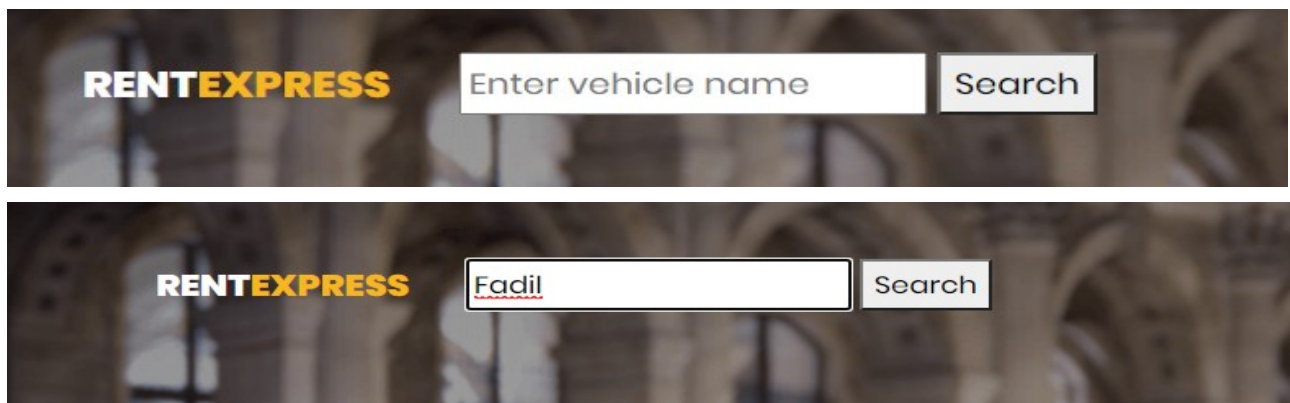 RENTEXPRESS Enter vehicle name Search
RENTEXPRESS Fadil Search